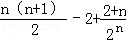 n(n+1)/2 - 2 + (2+n)/2^n